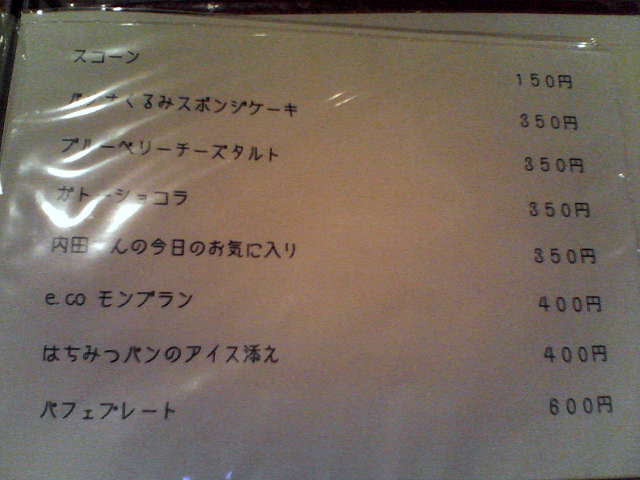 スコーン
150円
くるみスポンジケーキ
350円
ブルーベリーチーズタルト
350円
ガトーショコラ
350円
内田さんの今日のお気に入り
350円
e.co モンブラン
400円
はちみつパンのアイス添え
400円
パフェプレート
600円